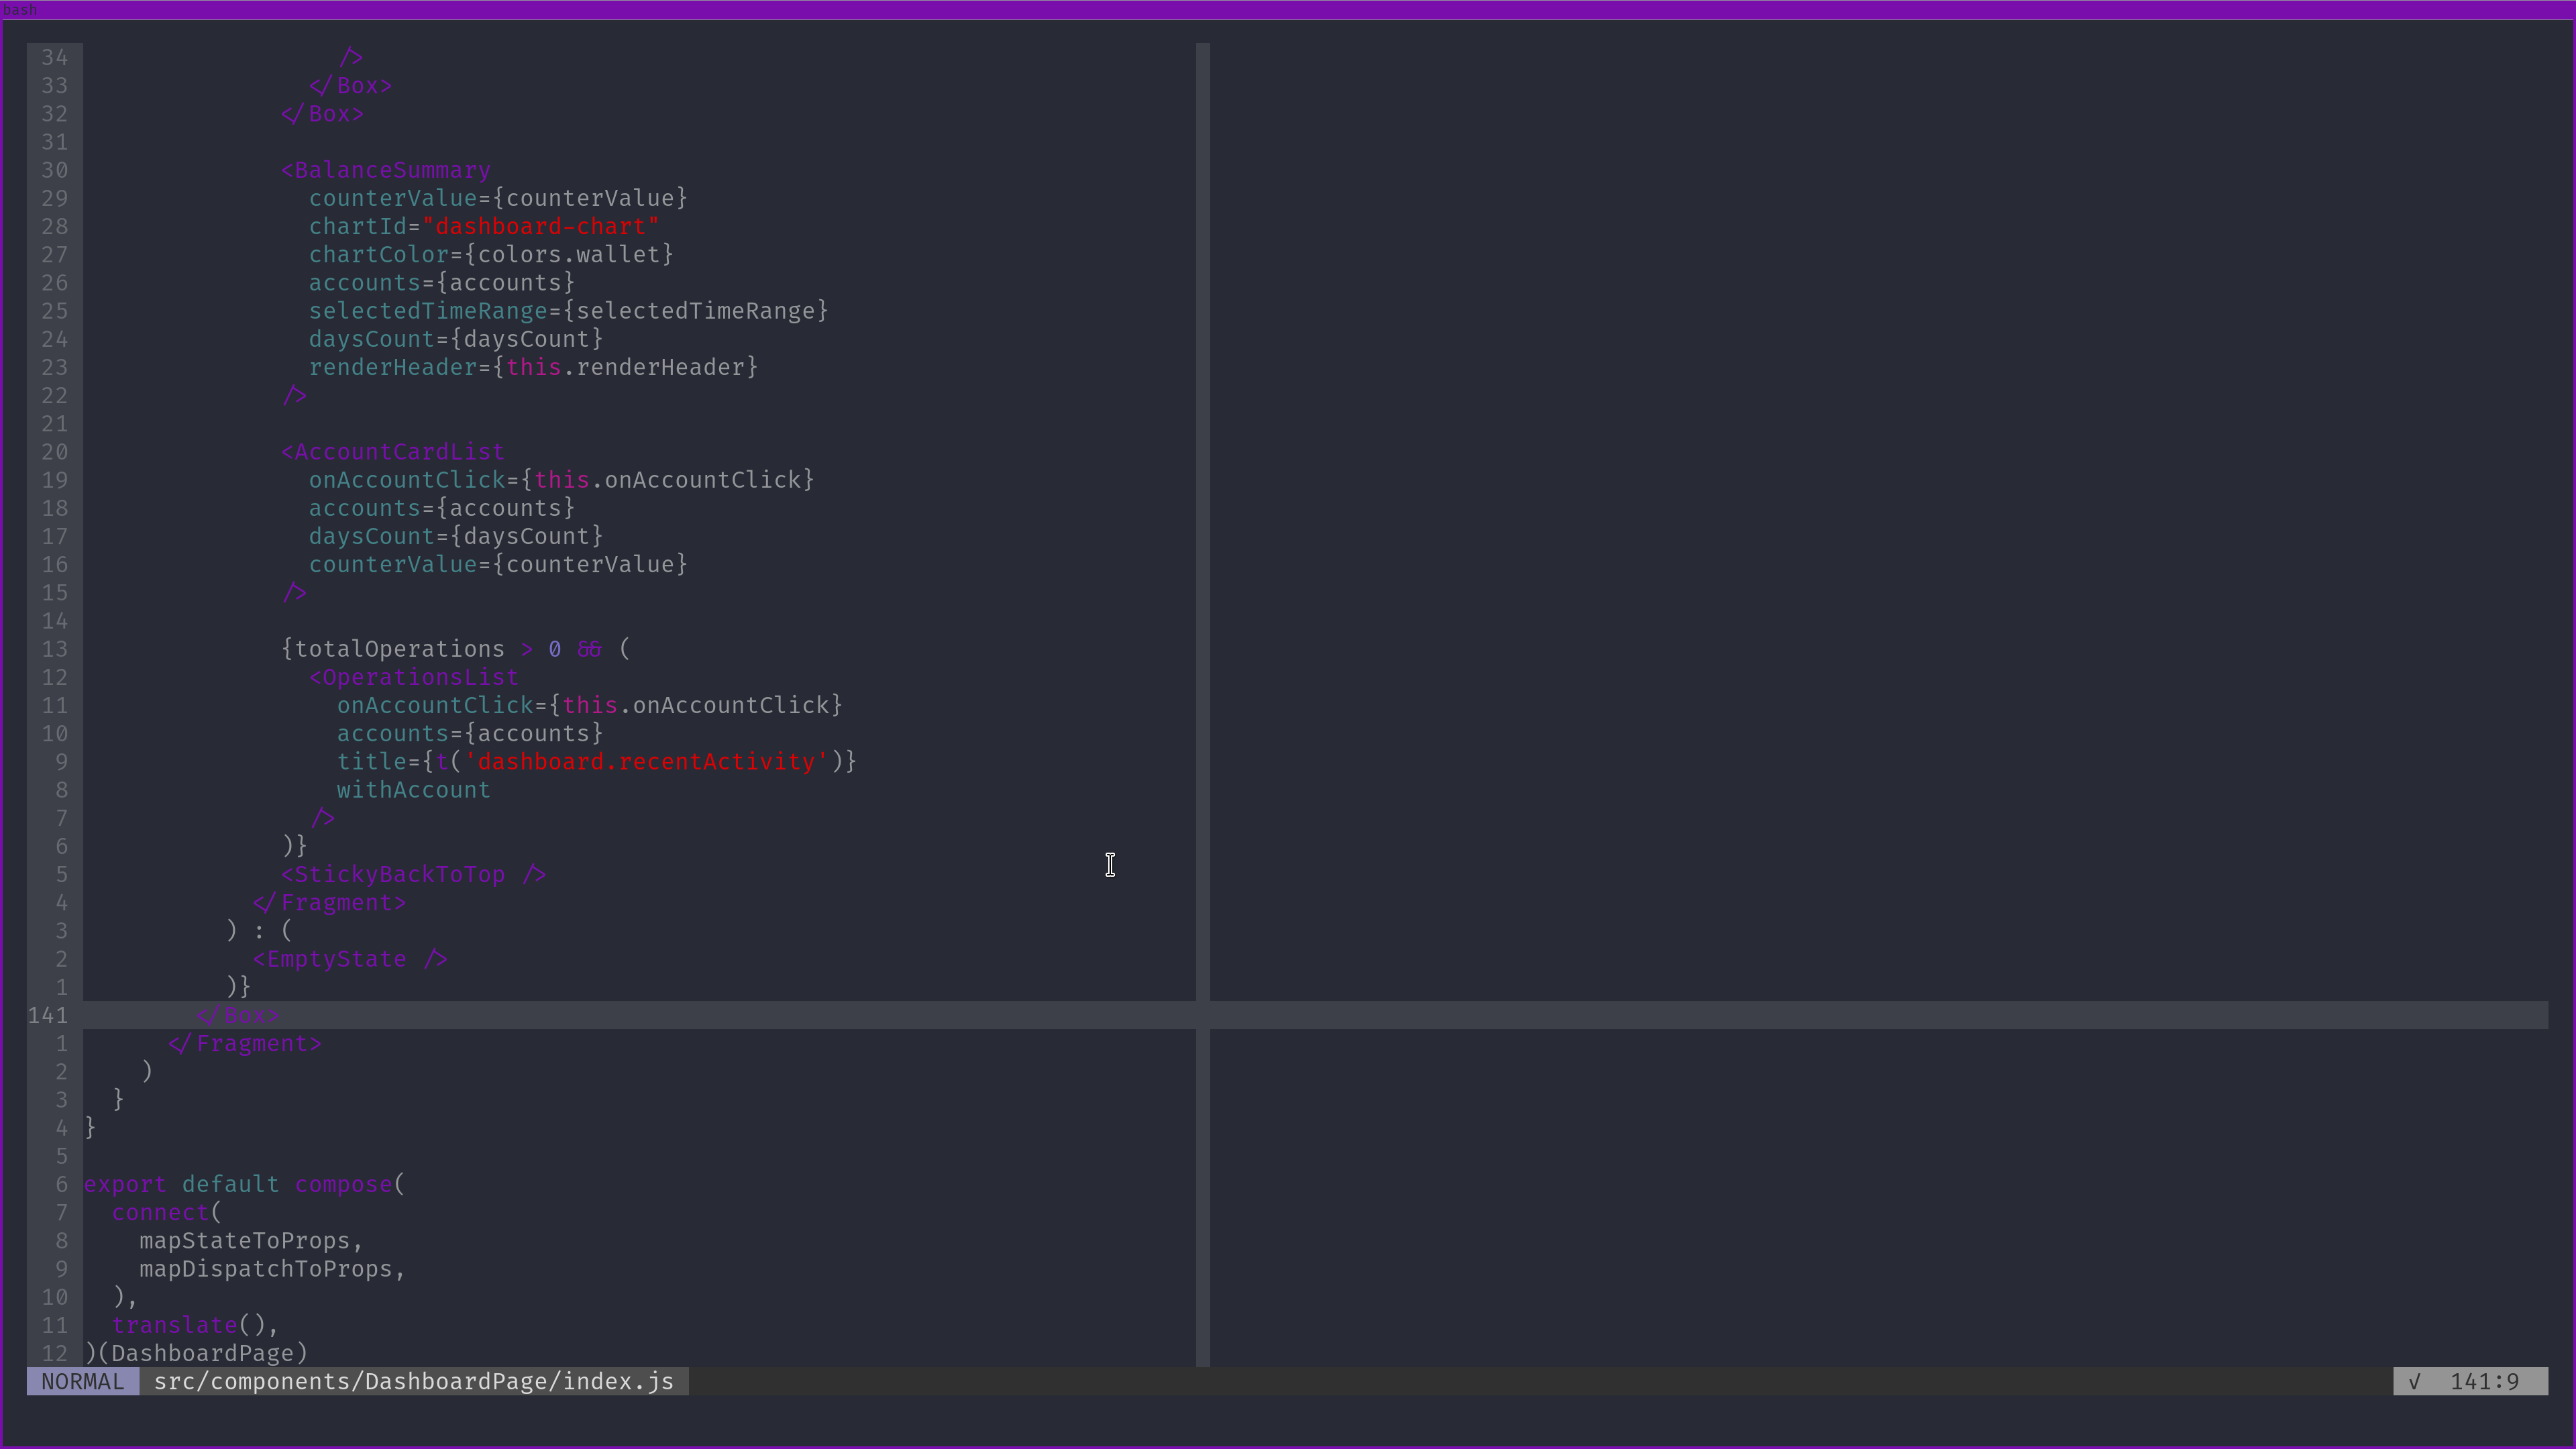 bash
34                   />
33                 </Box>
32               </Box>
31
30               <BalanceSummary
29                 counterValue={counterValue}
28                 chartId="dashboard-chart"
27                 chartColor={colors.wallet}
26                 accounts={accounts}
25                 selectedTimeRange={selectedTimeRange}
24                 daysCount={daysCount}
23                 renderHeader={this.renderHeader}
22               />
21
20               <AccountCardList
19                 onAccountClick={this.onAccountClick}
18                 accounts={accounts}
17                 daysCount={daysCount}
16                 counterValue={counterValue}
15               />
14
13               {totalOperations > 0 && (
12                 <OperationsList
11                   onAccountClick={this.onAccountClick}
10                   accounts={accounts}
9                   title={t('dashboard.recentActivity')}
8                   withAccount
7                 />
6               )}
5               <StickyBackToTop />
4             </Fragment>
3           ) : (
2             <EmptyState />
1           )}
141         </Box>
1       </Fragment>
2     )
3   }
4 }
5
6 export default compose(
7   connect(
8     mapStateToProps,
9     mapDispatchToProps,
10   ),
11   translate(),
12 )(DashboardPage)
NORMAL src/components/DashboardPage/index.js √ 141:9